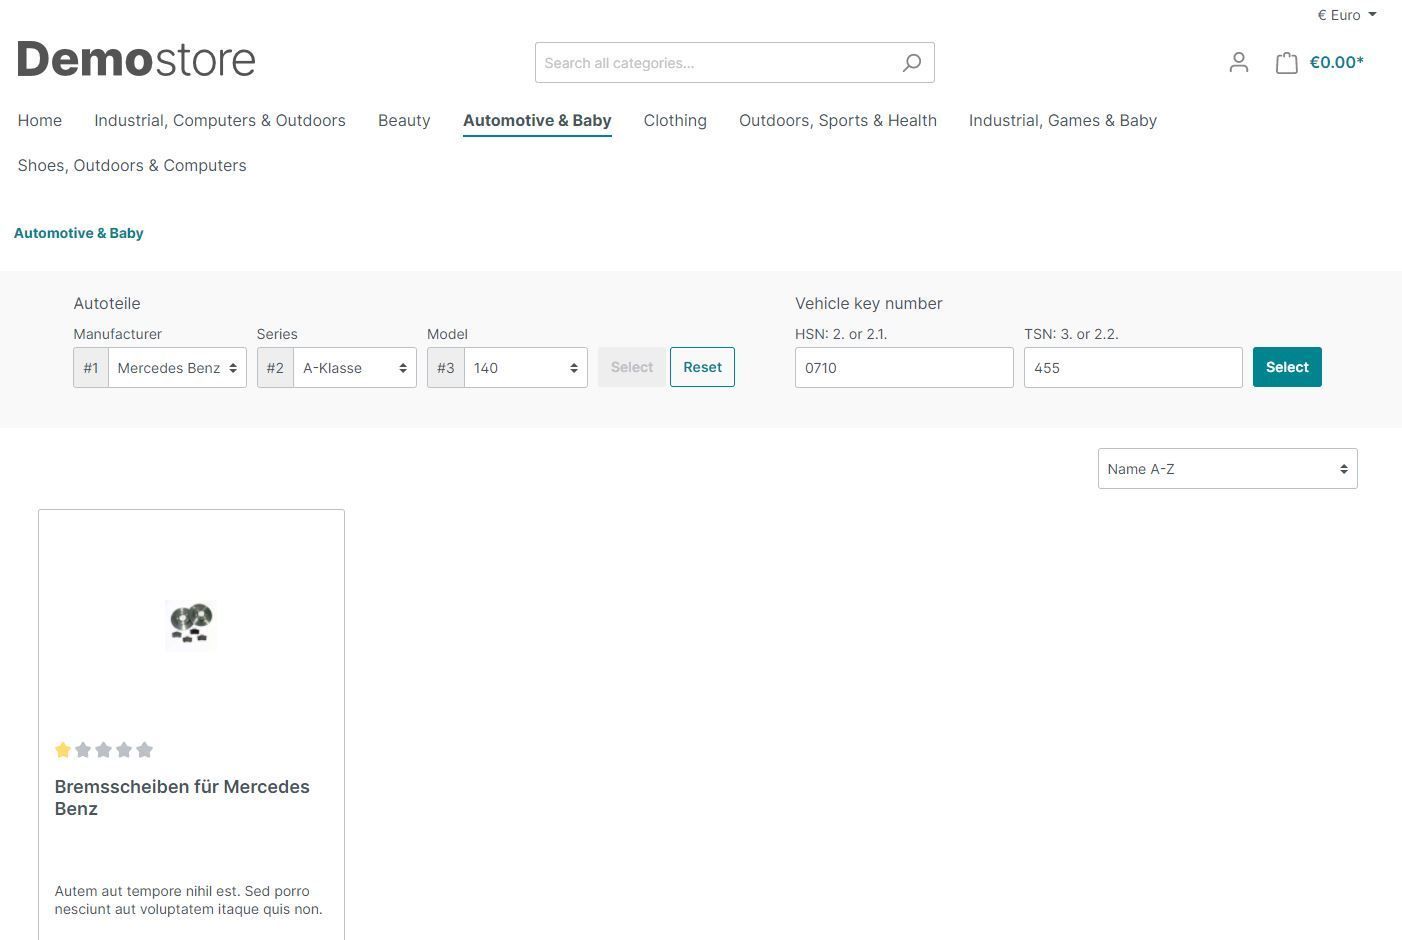 € Euro
Demostore
Search all categories...
€0.00*
Home Industrial, Computers & Outdoors Beauty Automotive & Baby Clothing Outdoors, Sports & Health Industrial, Games & Baby
Shoes, Outdoors & Computers
Automotive & Baby
Autoteile
Manufacturer Series Model
#1 Mercedes Benz #2 A-Klasse #3 140 Select Reset
Vehicle key number
HSN: 2. or 2.1. TSN: 3. or 2.2.
0710 455 Select
Name A-Z
Bremsscheiben für Mercedes
Benz
Autem aut tempore nihil est. Sed porro
nesciunt aut voluptatem itaque quis non.